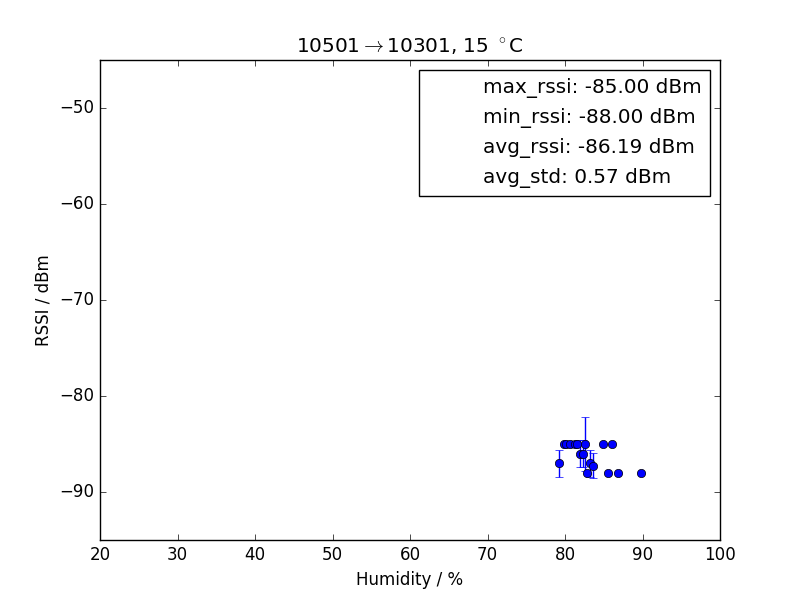 10501→10301, 15 °C
max_rssi: -85.00 dBm
min_rssi: -88.00 dBm
avg_rssi: -86.19 dBm
avg_std: 0.57 dBm
RSSI / dBm
−50
−60
−70
−80
−90
20 30 40 50 60 70 80 90 100
Humidity / %